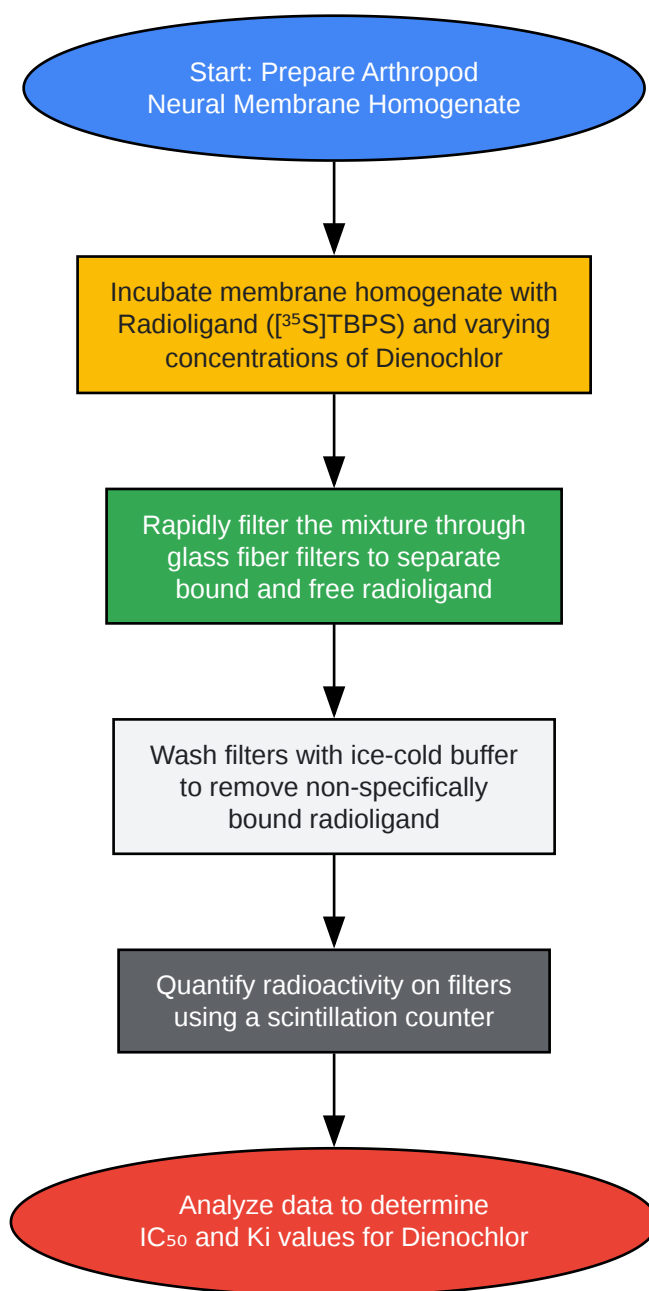 Start: Prepare Arthropod
Neural Membrane Homogenate
Incubate membrane homogenate with
Radioligand ([³⁵S]TBPS) and varying
concentrations of Dienochlor
Rapidly filter the mixture through
glass fiber filters to separate
bound and free radioligand
Wash filters with ice-cold buffer
to remove non-specifically
bound radioligand
Quantify radioactivity on filters
using a scintillation counter
Analyze data to determine
IC₅₀ and Ki values for Dienochlor